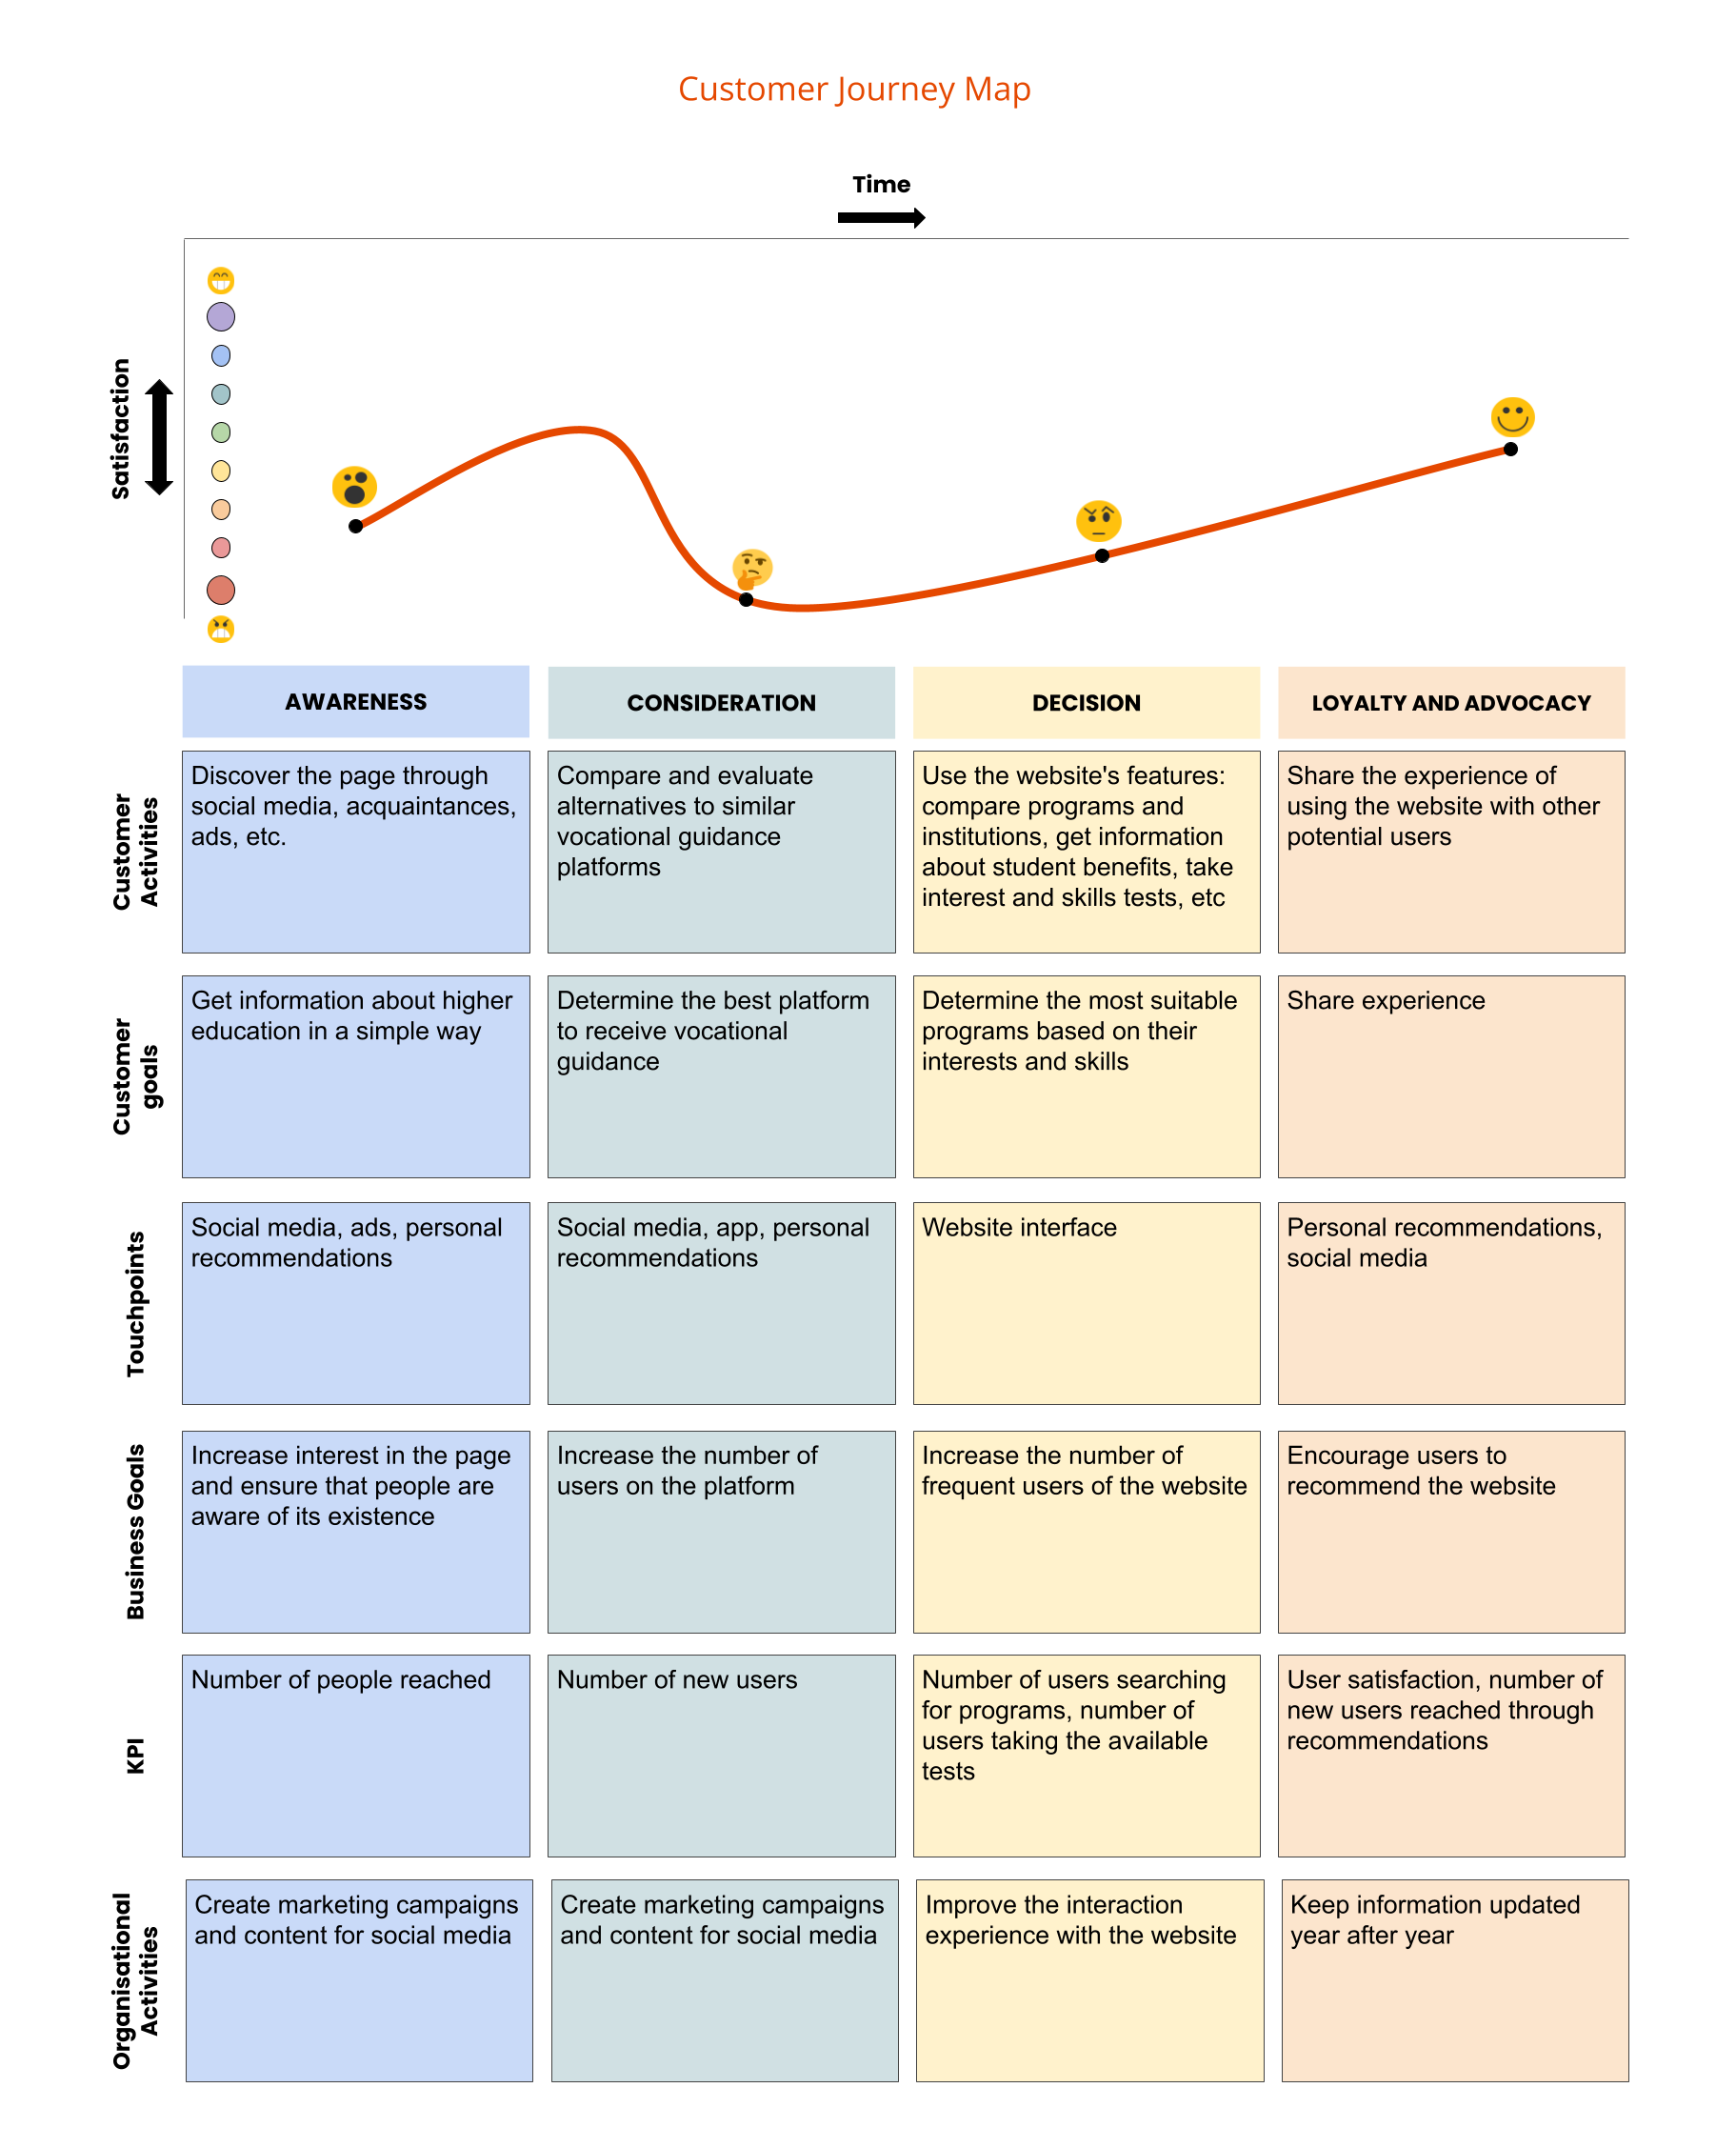 Customer Journey Map
Time
Satisfaction
AWARENESS
CONSIDERATION
DECISION
LOYALTY AND ADVOCACY
Customer
Activities
Discover the page through
social media, acquaintances,
ads, etc.
Compare and evaluate
alternatives to similar
vocational guidance
platforms
Use the website's features:
compare programs and
institutions, get information
about student benefits, take
interest and skills tests, etc
Share the experience of
using the website with other
potential users
Customer
goals
Get information about higher
education in a simple way
Determine the best platform
to receive vocational
guidance
Determine the most suitable
programs based on their
interests and skills
Share experience
Touchpoints
Social media, ads, personal
recommendations
Social media, app, personal
recommendations
Website interface
Personal recommendations,
social media
Business Goals
Increase interest in the page
and ensure that people are
aware of its existence
Increase the number of
users on the platform
Increase the number of
frequent users of the website
Encourage users to
recommend the website
KPI
Number of people reached
Number of new users
Number of users searching
for programs, number of
users taking the available
tests
User satisfaction, number of
new users reached through
recommendations
Organisational
Activities
Create marketing campaigns
and content for social media
Create marketing campaigns
and content for social media
Improve the interaction
experience with the website
Keep information updated
year after year